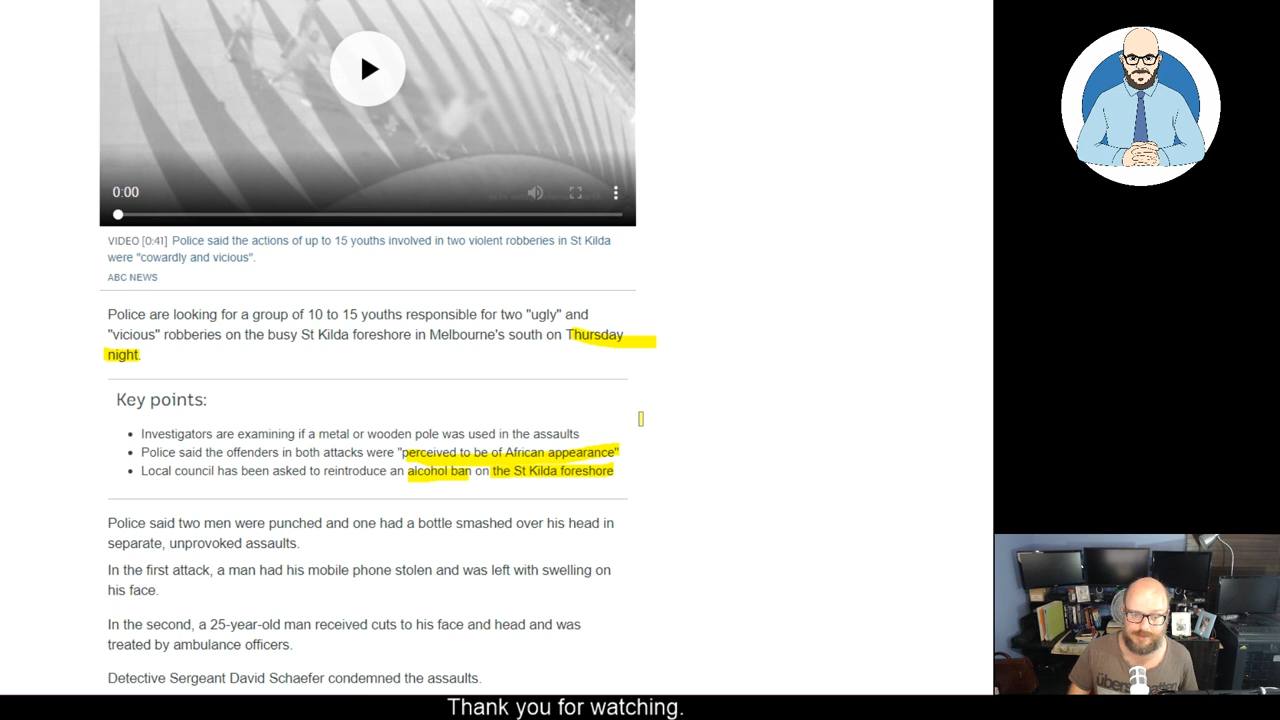 0:00
VIDEO [0:41] Police said the actions of up to 15 youths involved in two violent robberies in St Kilda
were "cowardly and vicious".
ABC NEWS
Police are looking for a group of 10 to 15 youths responsible for two "ugly" and
"vicious" robberies on the busy St Kilda foreshore in Melbourne's south on Thursday
night.
Key points:
• Investigators are examining if a metal or wooden pole was used in the assaults
• Police said the offenders in both attacks were "perceived to be of African appearance"
• Local council has been asked to reintroduce an alcohol ban on the St Kilda foreshore
Police said two men were punched and one had a bottle smashed over his head in
separate, unprovoked assaults.
In the first attack, a man had his mobile phone stolen and was left with swelling on
his face.
In the second, a 25-year-old man received cuts to his face and head and was
treated by ambulance officers.
Detective Sergeant David Schaefer condemned the assaults.
Thank you for watching.